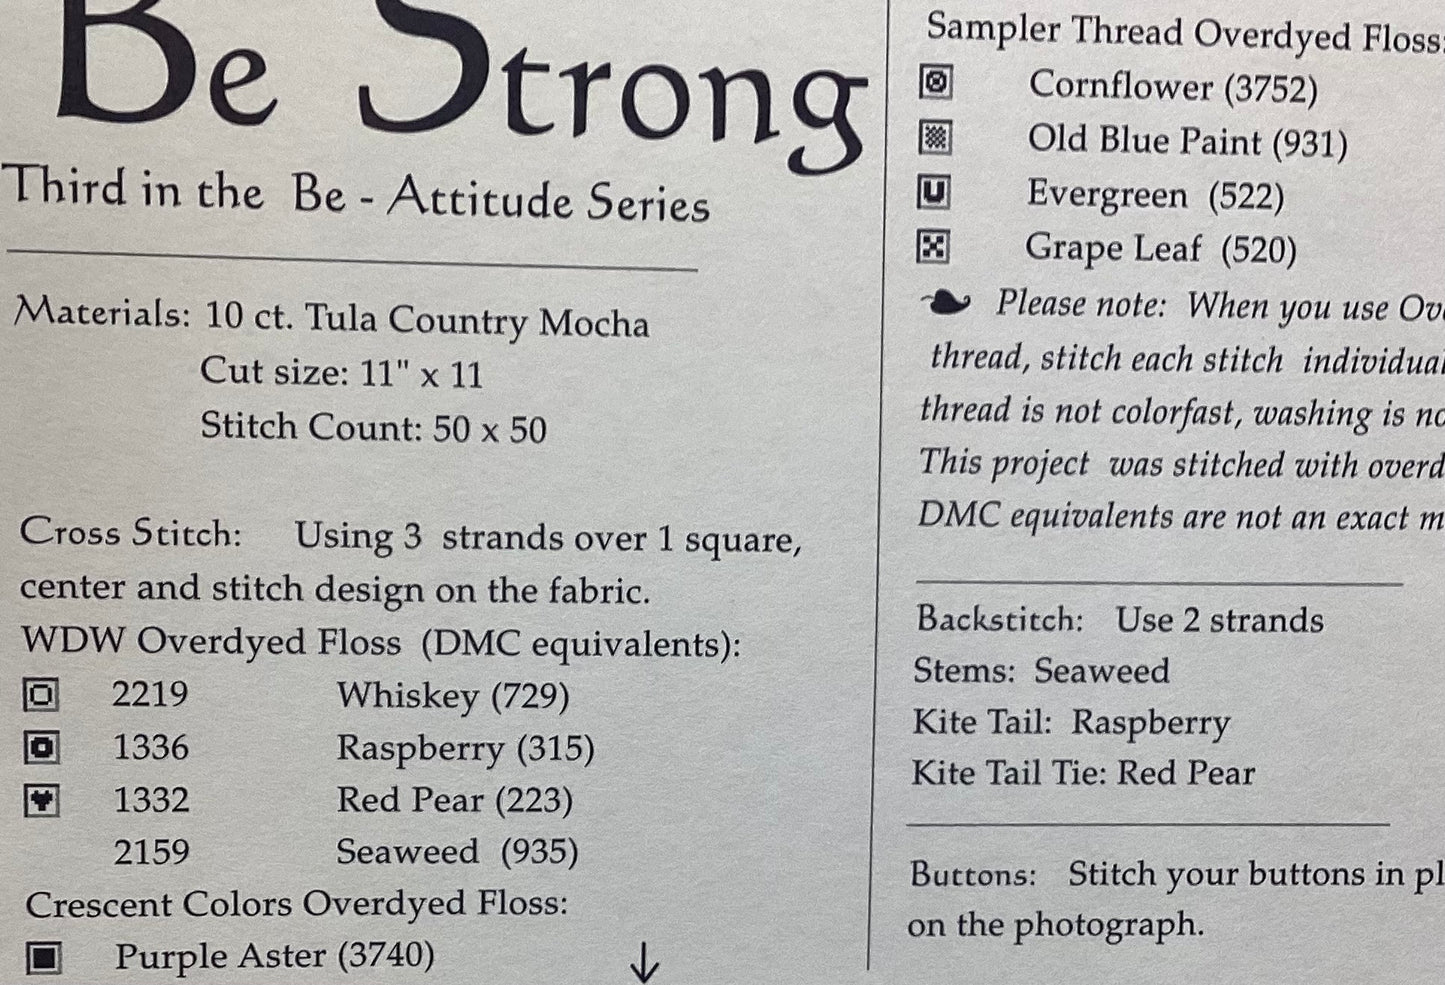 Be Strong
Third in the Be - Attitude Series
Materials: 10 ct. Tula Country Mocha
Cut size: 11" x 11
Stitch Count: 50 x 50
Cross Stitch: Using 3 strands over 1 square,
center and stitch design on the fabric.
WDW Overdyed Floss (DMC equivalents):
2219 Whiskey (729)
1336 Raspberry (315)
1332 Red Pear (223)
2159 Seaweed (935)
Crescent Colors Overdyed Floss:
Purple Aster (3740) ↓
Sampler Thread Overdyed Floss:
Cornflower (3752)
Old Blue Paint (931)
Evergreen (522)
Grape Leaf (520)
Please note: When you use
thread, stitch each stitch
thread is not colorfast, washing is
This project was stitched with
DMC equivalents are not an exact
Backstitch: Use 2 strands
Stems: Seaweed
Kite Tail: Raspberry
Kite Tail Tie: Red Pear
Buttons: Stitch your buttons in
on the photograph.